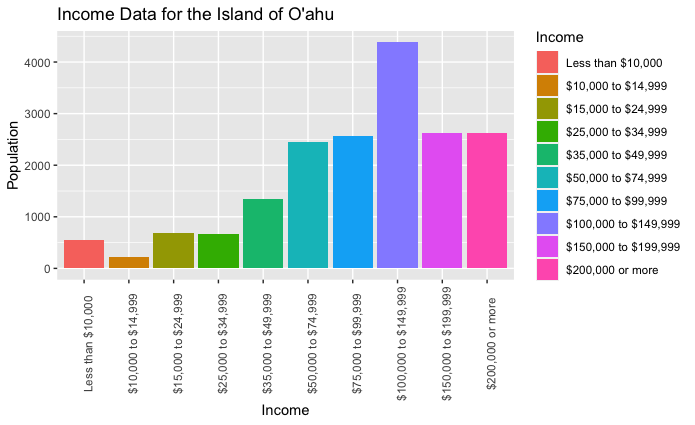 Income Data for the Island of O'ahu
Population
4000
3000
2000
1000
0
Less than $10,000
$10,000 to $14,999
$15,000 to $24,999
$25,000 to $34,999
$35,000 to $49,999
$50,000 to $74,999
$75,000 to $99,999
$100,000 to $149,999
$150,000 to $199,999
$200,000 or more
Income
Income
Less than $10,000
$10,000 to $14,999
$15,000 to $24,999
$25,000 to $34,999
$35,000 to $49,999
$50,000 to $74,999
$75,000 to $99,999
$100,000 to $149,999
$150,000 to $199,999
$200,000 or more